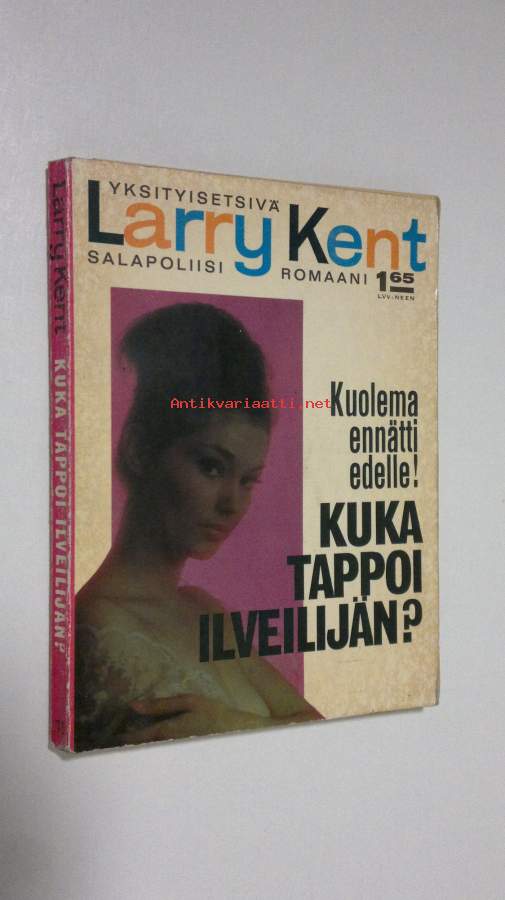 YKSITYISETSIVÄ
Larry Kent
SALAPOLIISI ROMAANI 1.65
LVV:NEEN
Antikvariaatti.net
Kuolema
ennätti
edelle!
KUKA
TAPPOI
ILVEILIJÄN?
Larry Kent KUKA TAPPOI ILVEILIJÄN?